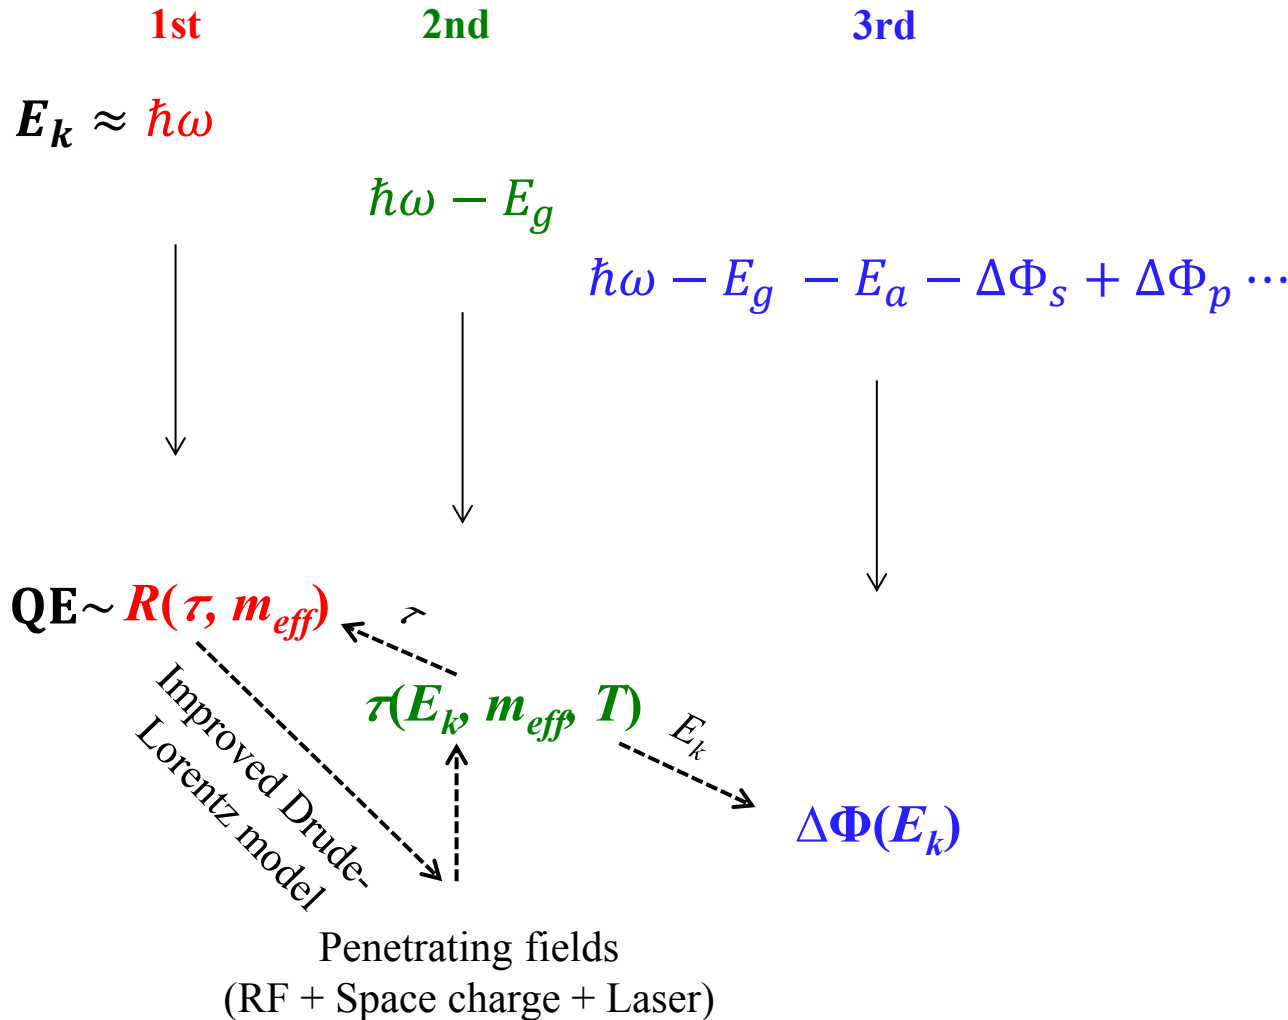 1st 2nd 3rd
E_k ≈ ħω
ħω − E_g
ħω − E_g − E_a − ΔΦ_s + ΔΦ_p ⋯
QE~ R(τ, m_eff)
τ
τ(E_k, m_eff, T)
E_k
Improved Drude-
Lorentz model
ΔΦ(E_k)
Penetrating fields
(RF + Space charge + Laser)